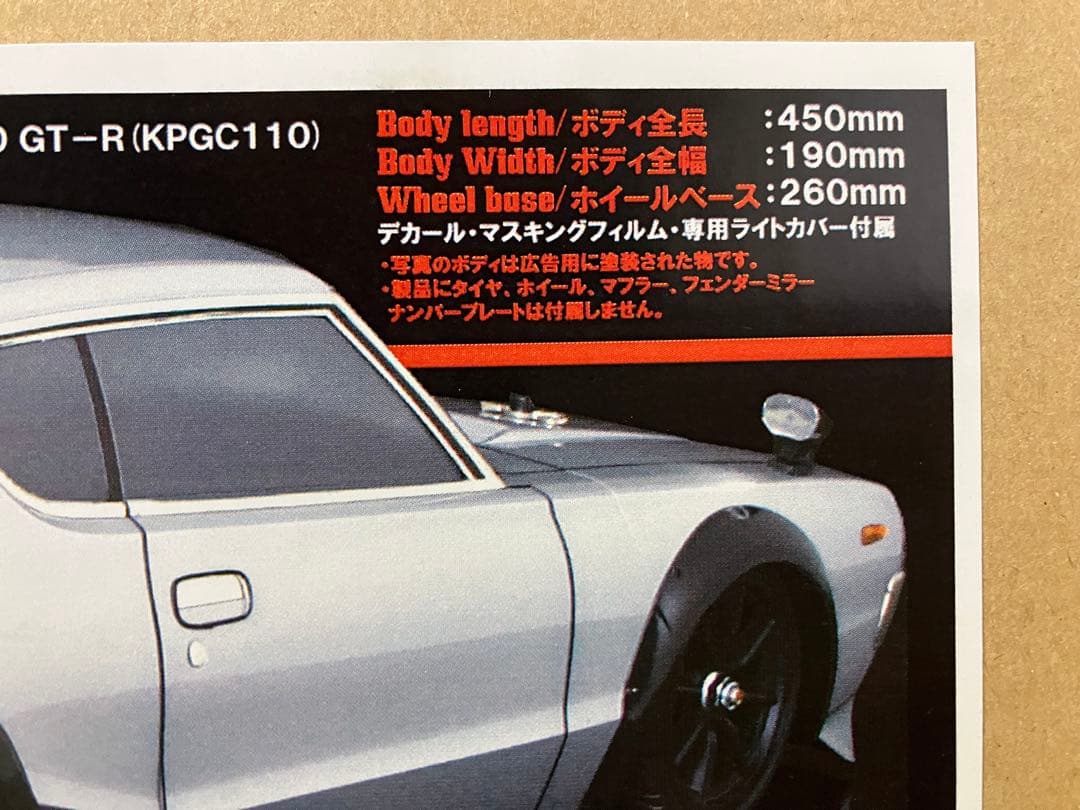 GT-R(KPGC110)
Body length/ボディ全長 :450mm
Body Width/ボディ全幅 :190mm
Wheel base/ホイールベース:260mm
デカール・マスキングフィルム・専用ライトカバー付属
・写真のボディは広告用に塗装された物です。
・製品にタイヤ、ホイール、マフラー、フェンダーミラー
ナンバープレートは付属しません。